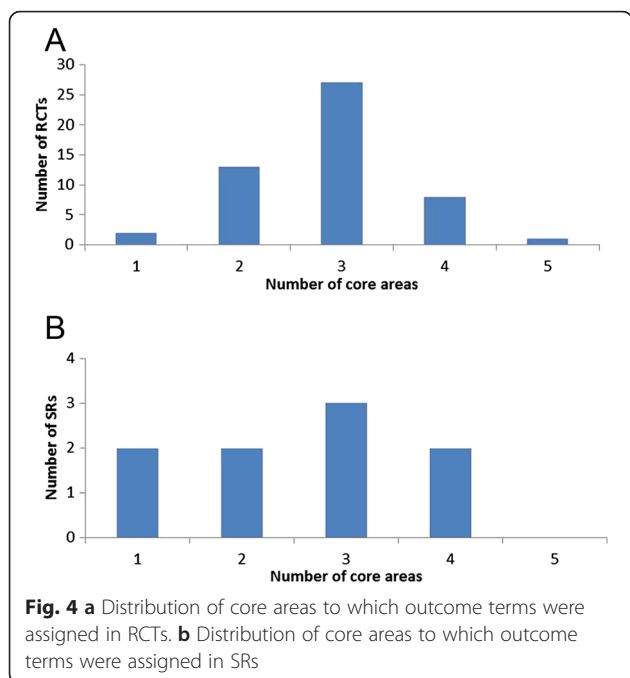 A
Number of RCTs
30
25
20
15
10
5
0
1 2 3 4 5
Number of core areas
B
Number of SRs
4
3
2
1
0
1 2 3 4 5
Number of core areas
Fig. 4 a Distribution of core areas to which outcome terms were
assigned in RCTs. b Distribution of core areas to which outcome
terms were assigned in SRs